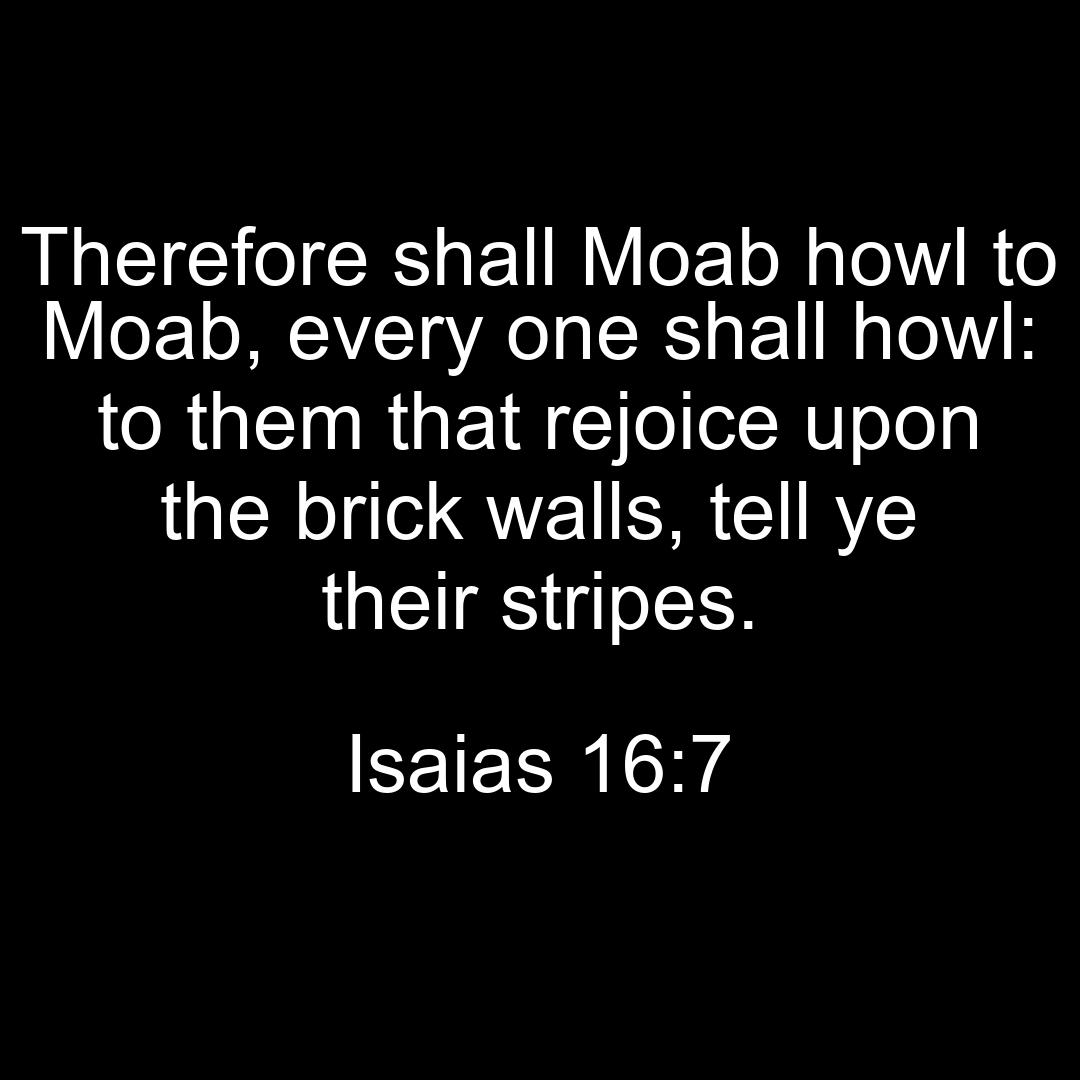 Therefore shall Moab howl to
Moab, every one shall howl:
to them that rejoice upon
the brick walls, tell ye
their stripes.
Isaias 16:7